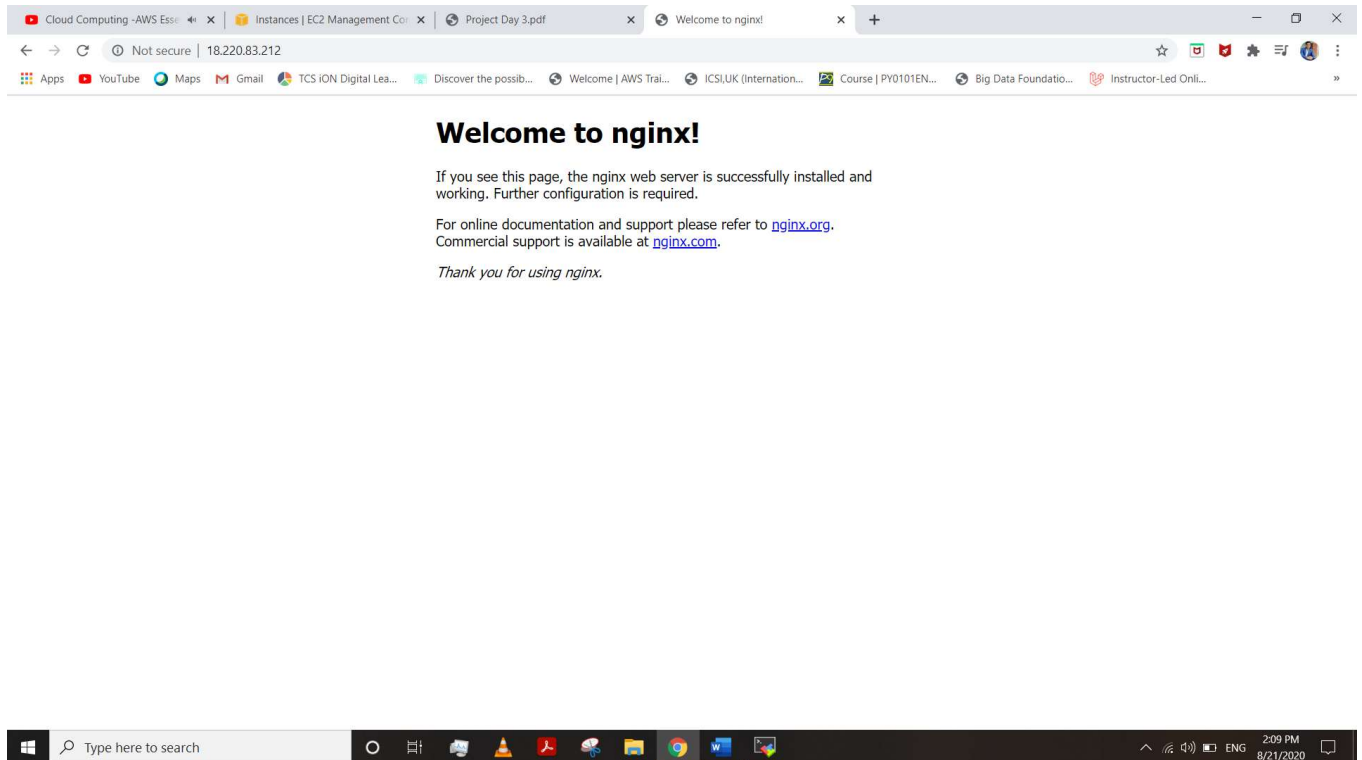 Cloud Computing -AWS Esse
Instances | EC2 Management Cor
Project Day 3.pdf
Welcome to nginx!
Not secure | 18.220.83.212
Apps YouTube Maps Gmail TCS iON Digital Lea... Discover the possib... Welcome | AWS Trai... ICSI,UK (Internation... Course | PY0101EN... Big Data Foundatio... Instructor-Led Onli... »
Welcome to nginx!
If you see this page, the nginx web server is successfully installed and
working. Further configuration is required.
For online documentation and support please refer to nginx.org.
Commercial support is available at nginx.com.
Thank you for using nginx.
Type here to search
ENG
2:09 PM
8/21/2020